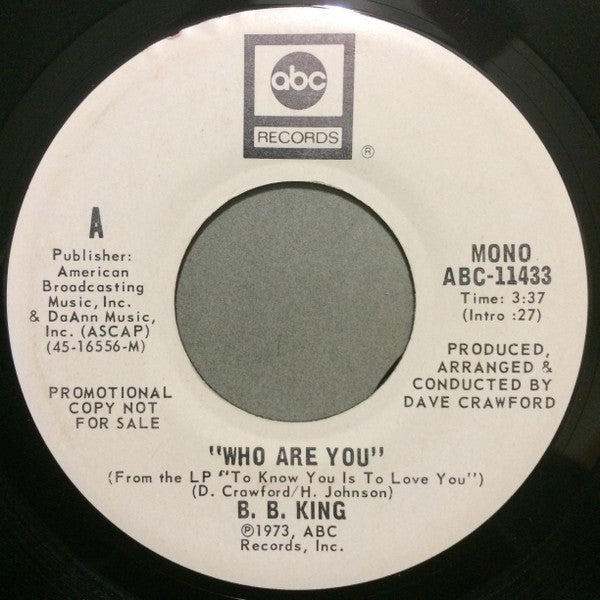 abc
RECORDS
®
A
Publisher:
American
Broadcasting
Music, Inc.
& DaAnn Music,
Inc. (ASCAP)
(45-16556-M)
PROMOTIONAL
COPY NOT
FOR SALE
MONO
ABC-11433
Time: 3:37
(Intro :27)
PRODUCED,
ARRANGED &
CONDUCTED BY
DAVE CRAWFORD
"WHO ARE YOU"
(From the LP "To Know You Is To Love You")
(D. Crawford/H. Johnson)
B. B. KING
℗1973, ABC
Records, Inc.